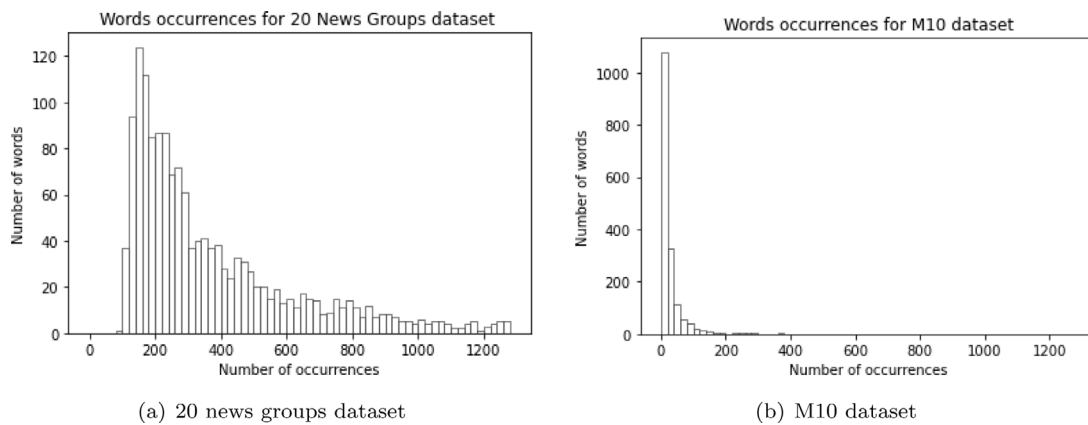 Words occurrences for 20 News Groups dataset
120
100
80
60
40
20
0
Number of words
0 200 400 600 800 1000 1200
Number of occurrences
(a) 20 news groups dataset
Words occurrences for M10 dataset
1000
800
600
400
200
0
Number of words
0 200 400 600 800 1000 1200
Number of occurrences
(b) M10 dataset